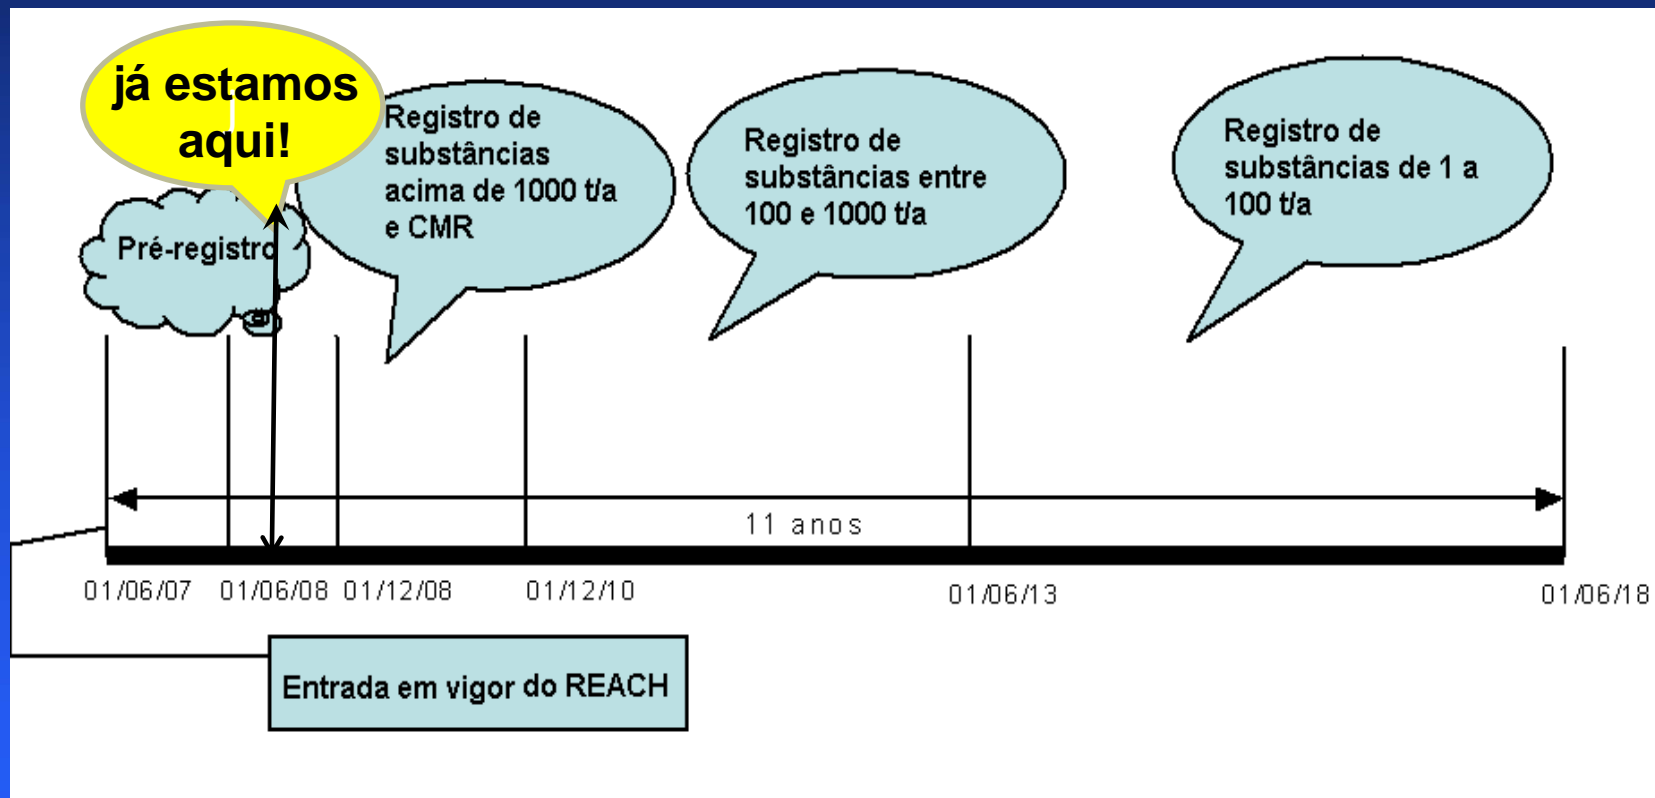 já estamos
aqui!
Pré-registro
Registro de
substâncias
acima de 1000 t/a
e CMR
Registro de
substâncias entre
100 e 1000 t/a
Registro de
substâncias de 1 a
100 t/a
11 anos
01/06/07
01/06/08
01/12/08
01/12/10
01/06/13
01/06/18
Entrada em vigor do REACH